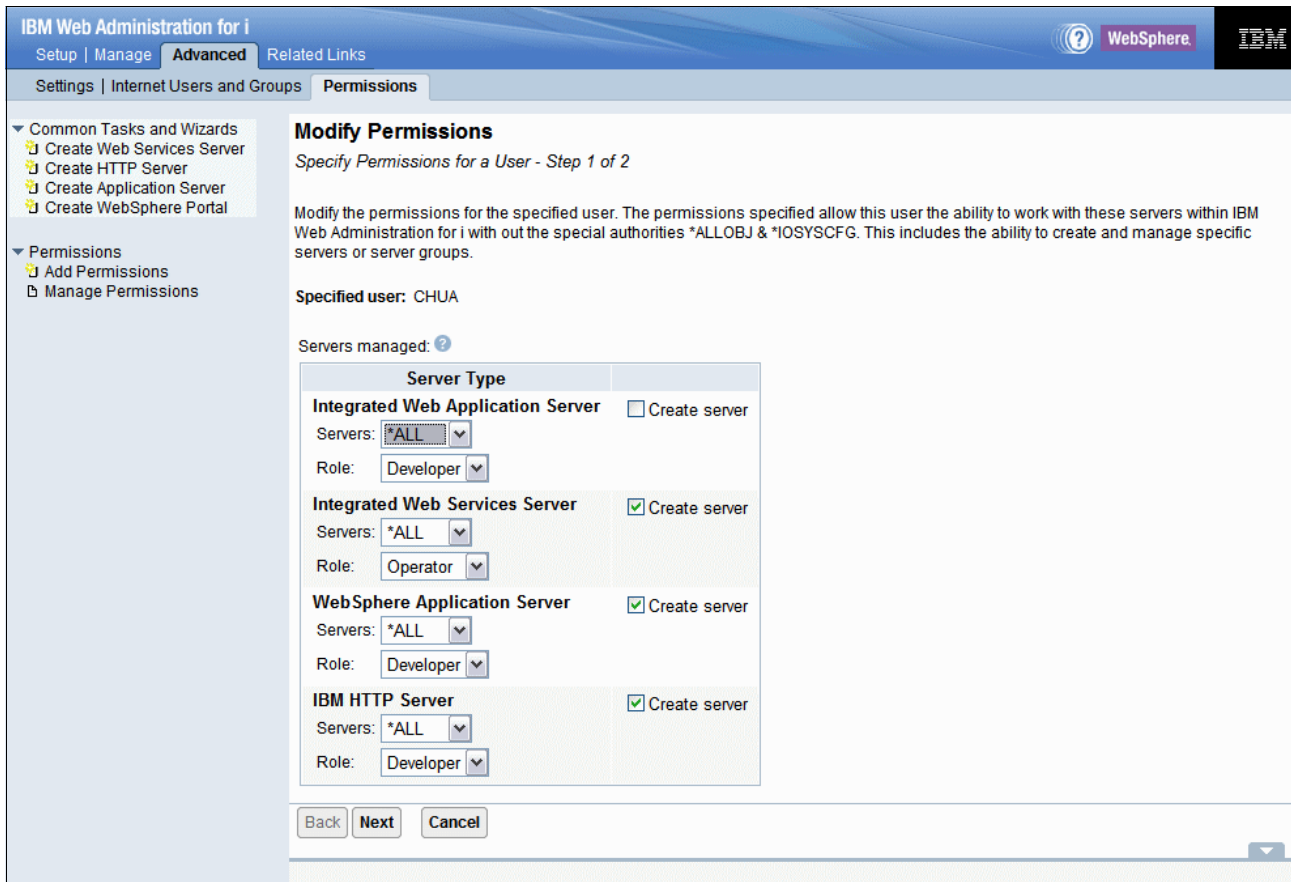 IBM Web Administration for i
Setup | Manage Advanced Related Links
WebSphere.
IBM
Settings | Internet Users and Groups Permissions
Common Tasks and Wizards
Create Web Services Server
Create HTTP Server
Create Application Server
Create WebSphere Portal
Permissions
Add Permissions
Manage Permissions
Modify Permissions
Specify Permissions for a User - Step 1 of 2
Modify the permissions for the specified user. The permissions specified allow this user the ability to work with these servers within IBM
Web Administration for i with out the special authorities *ALLOBJ & *IOSYSCFG. This includes the ability to create and manage specific
servers or server groups.
Specified user: CHUA
Servers managed: ?
Server Type
Integrated Web Application Server Create server
Servers: *ALL
Role: Developer
Integrated Web Services Server Create server
Servers: *ALL
Role: Operator
WebSphere Application Server Create server
Servers: *ALL
Role: Developer
IBM HTTP Server Create server
Servers: *ALL
Role: Developer
Back Next Cancel